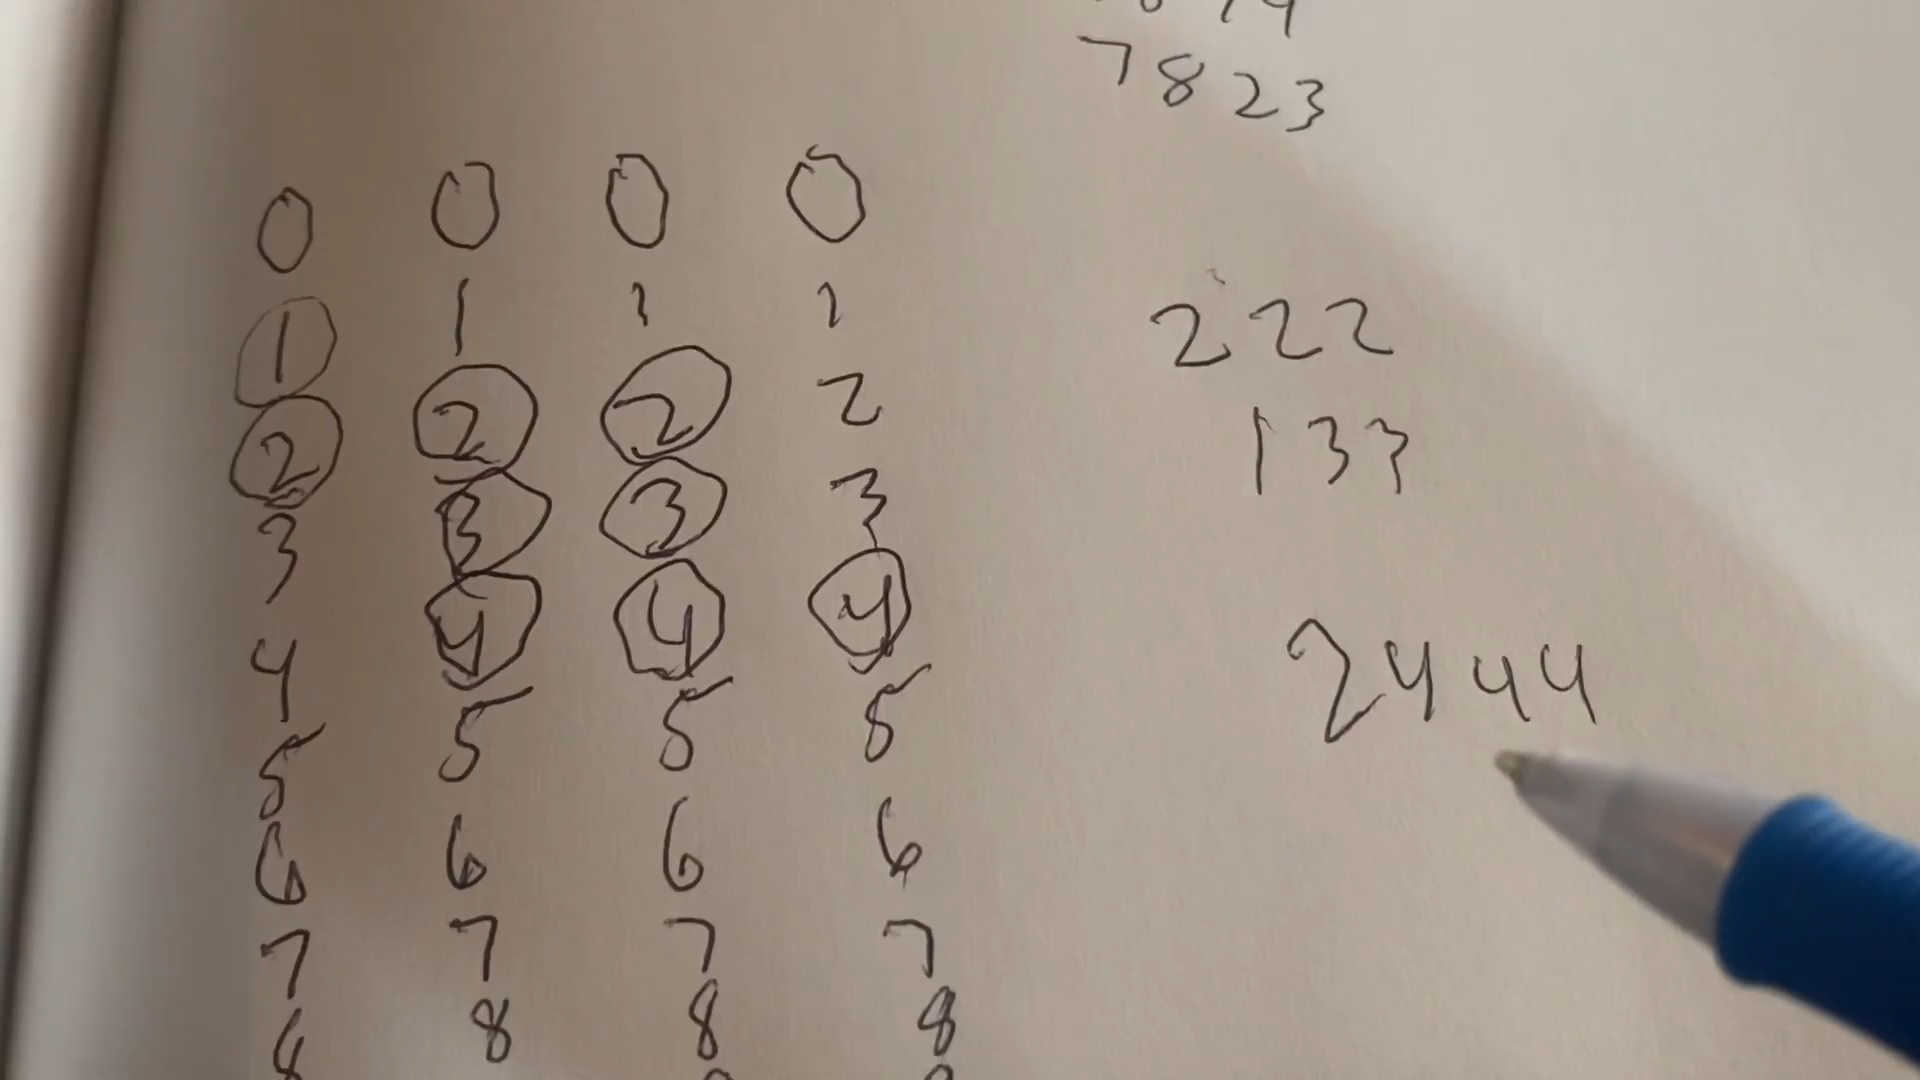 7823
0 0 0 0
1 1 1 1
2 2 2 2
222
3 3 3 3
133
4 4 4 4
2444
5 5 5 5
6 6 6 6
7 7 7 7
8 8 8 8